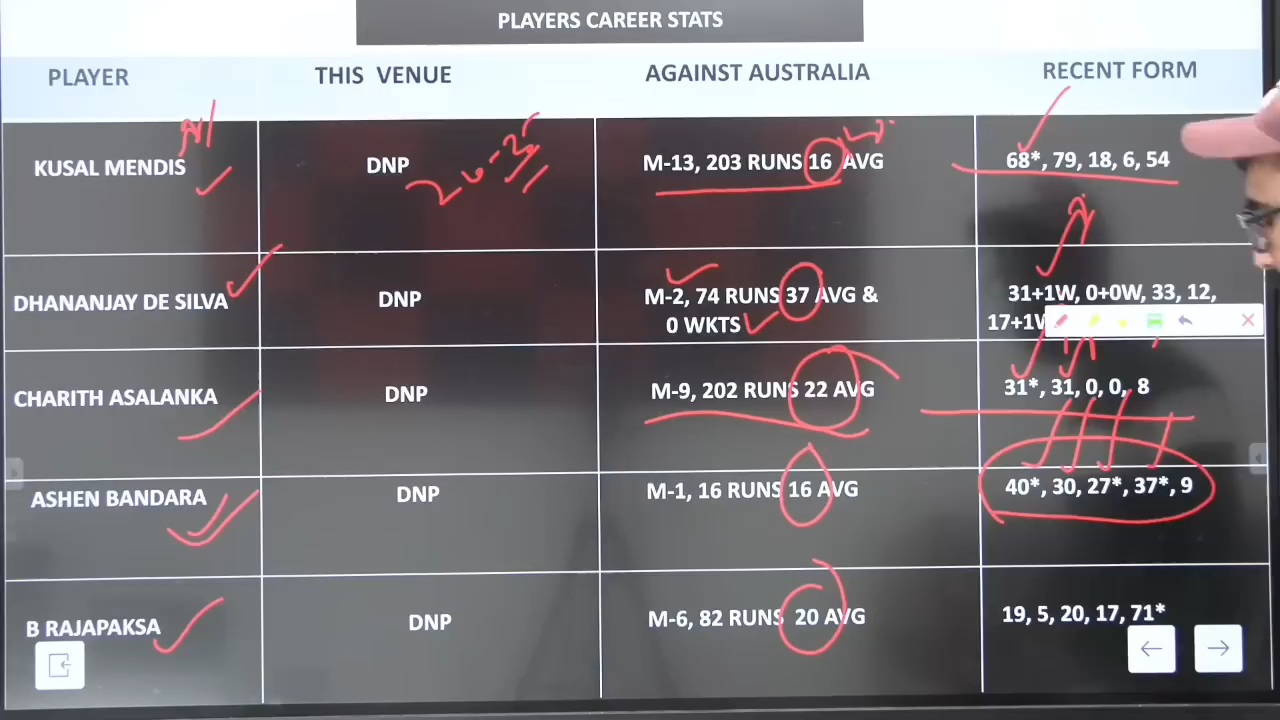 PLAYERS CAREER STATS
PLAYER THIS VENUE AGAINST AUSTRALIA RECENT FORM
KUSAL MENDIS DNP M-13, 203 RUNS 16 AVG 68*, 79, 18, 6, 54
DHANANJAY DE SILVA DNP M-2, 74 RUNS 37 AVG & 31+1W, 0+0W, 33, 12,
0 WKTS 17+1W
CHARITH ASALANKA DNP M-9, 202 RUNS 22 AVG 31*, 31, 0, 0, 8
ASHEN BANDARA DNP M-1, 16 RUNS 16 AVG 40*, 30, 27*, 37*, 9
B RAJAPAKSA DNP M-6, 82 RUNS 20 AVG 19, 5, 20, 17, 71*